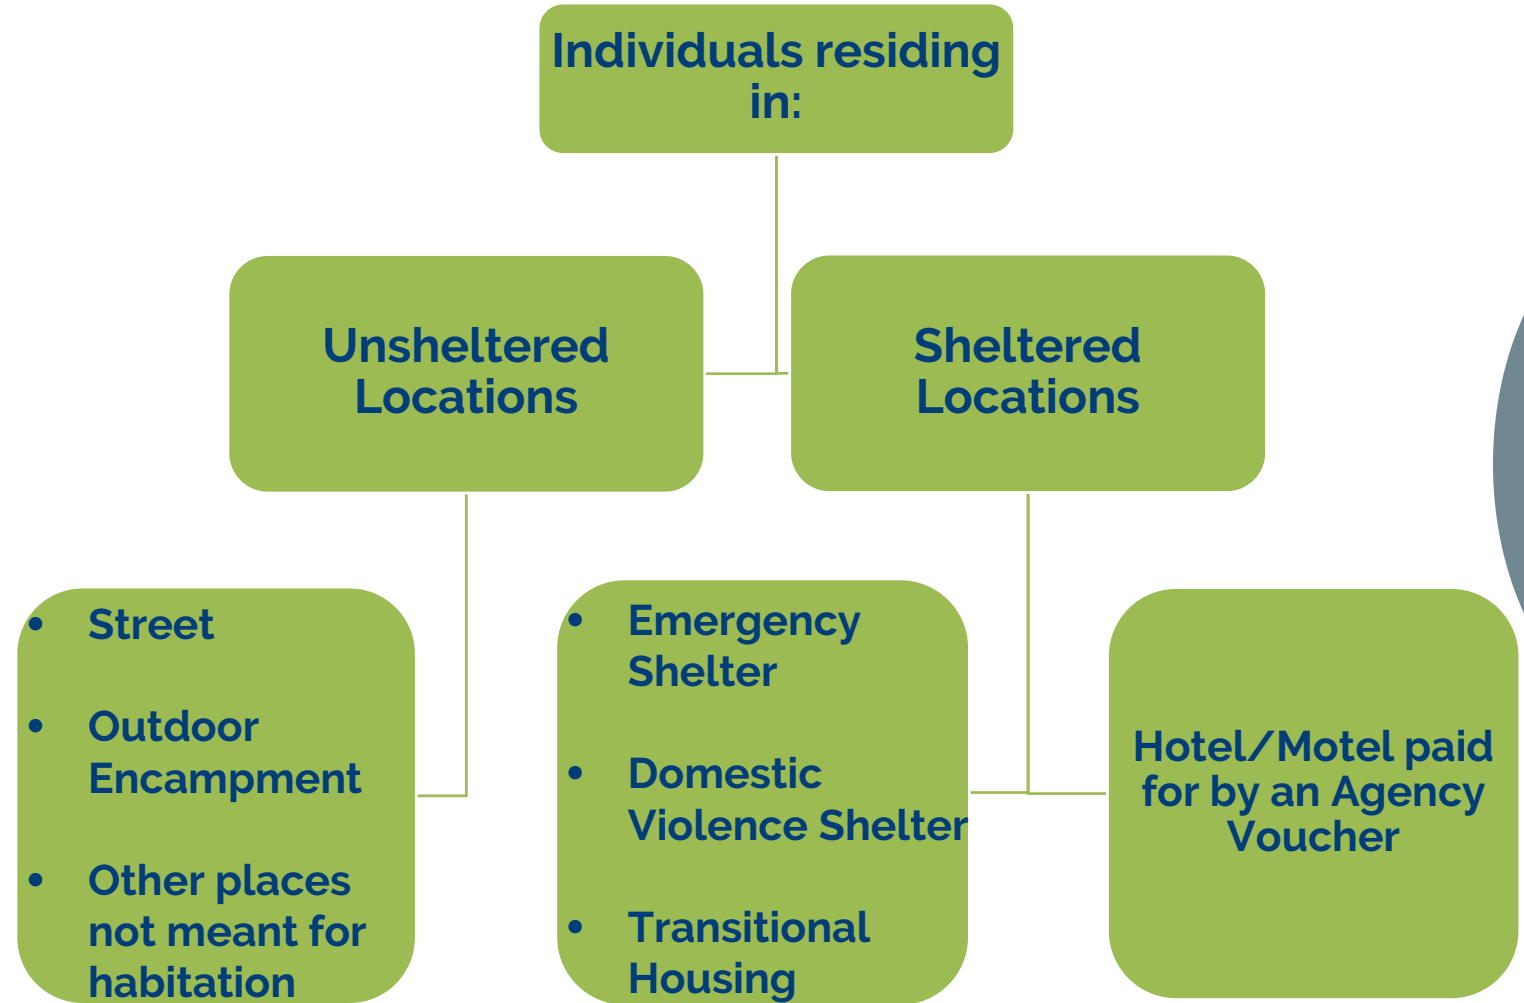 Individuals residing
in:
Unsheltered
Locations
Sheltered
Locations
• Street
• Outdoor
Encampment
• Other places
not meant for
habitation
• Emergency
Shelter
• Domestic
Violence Shelter
• Transitional
Housing
Hotel/Motel paid
for by an Agency
Voucher